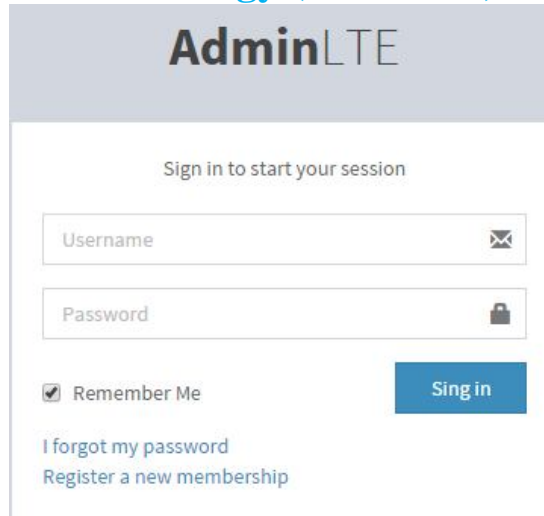 AdminLTE
Sign in to start your session
Username
Password
Remember Me
Sing in
I forgot my password
Register a new membership